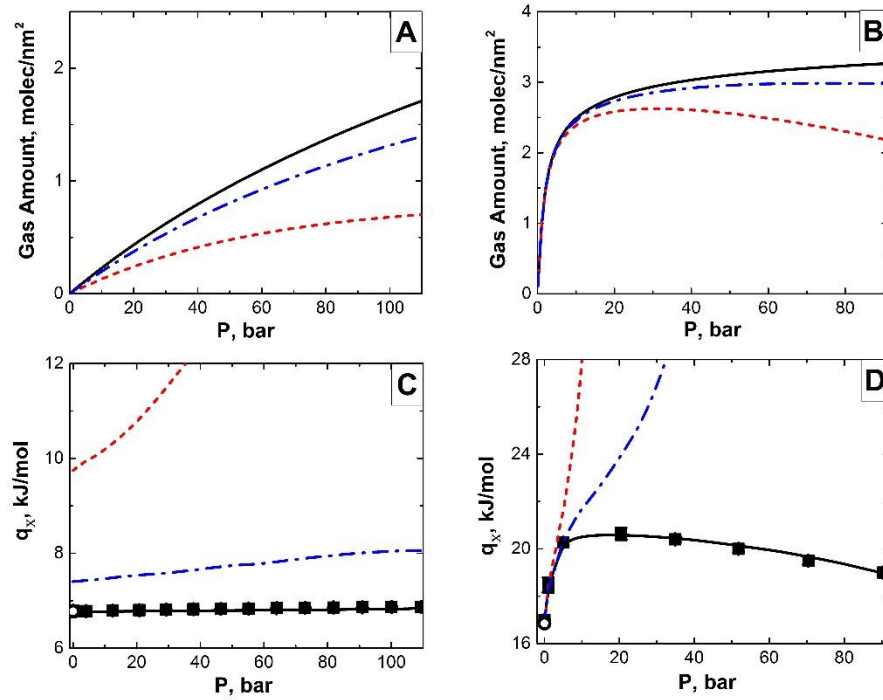 A
Gas Amount, molec/nm²
2
1
0
0 20 40 60 80 100
P, bar
B
Gas Amount, molec/nm²
4
3
2
1
0
0 20 40 60 80
P, bar
C
qₓ, kJ/mol
12
10
8
6
0 20 40 60 80 100
P, bar
D
qₓ, kJ/mol
28
24
20
16
0 20 40 60 80
P, bar